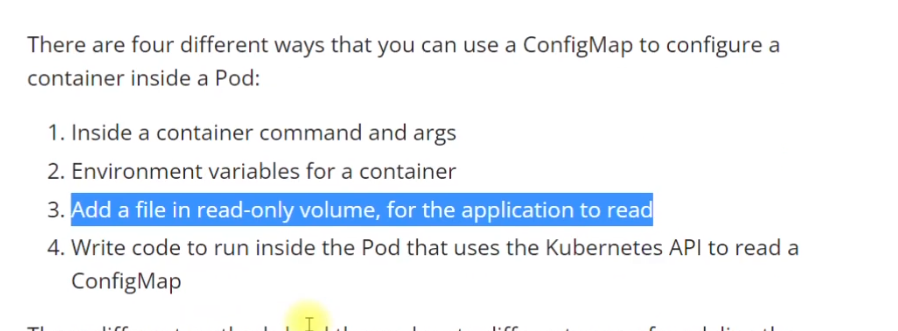 There are four different ways that you can use a ConfigMap to configure a
container inside a Pod:
1. Inside a container command and args
2. Environment variables for a container
3. Add a file in read-only volume, for the application to read
4. Write code to run inside the Pod that uses the Kubernetes API to read a
ConfigMap